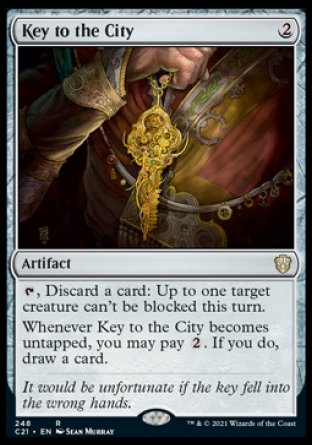 Key to the City 2
Artifact
, Discard a card: Up to one target
creature can't be blocked this turn.
Whenever Key to the City becomes
untapped, you may pay 2. If you do,
draw a card.
It would be unfortunate if the key fell into
the wrong hands.
248 R
C21 • EN Sean Murray
™ & © 2021 Wizards of the Coast